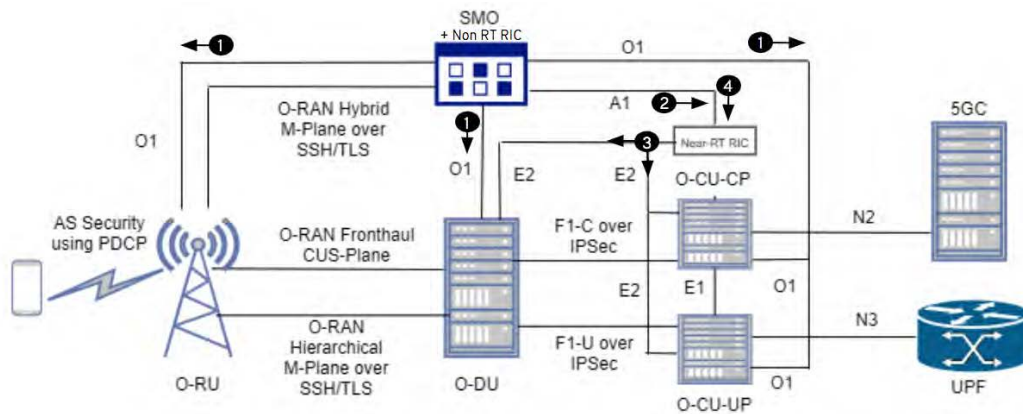 SMO
+ Non RT RIC
1
O1
1
4
A1
2
5GC
O-RAN Hybrid
M-Plane over
SSH/TLS
O1
1
O1
3
Near-RT RIC
E2
E2
O-CU-CP
AS Security
using PDCP
O-RAN Fronthaul
CUS-Plane
F1-C over
IPSec
N2
E2
E1
O1
O-RAN
Hierarchical
M-Plane over
SSH/TLS
F1-U over
IPSec
N3
O-RU
O-DU
O1
UPF
O-CU-UP